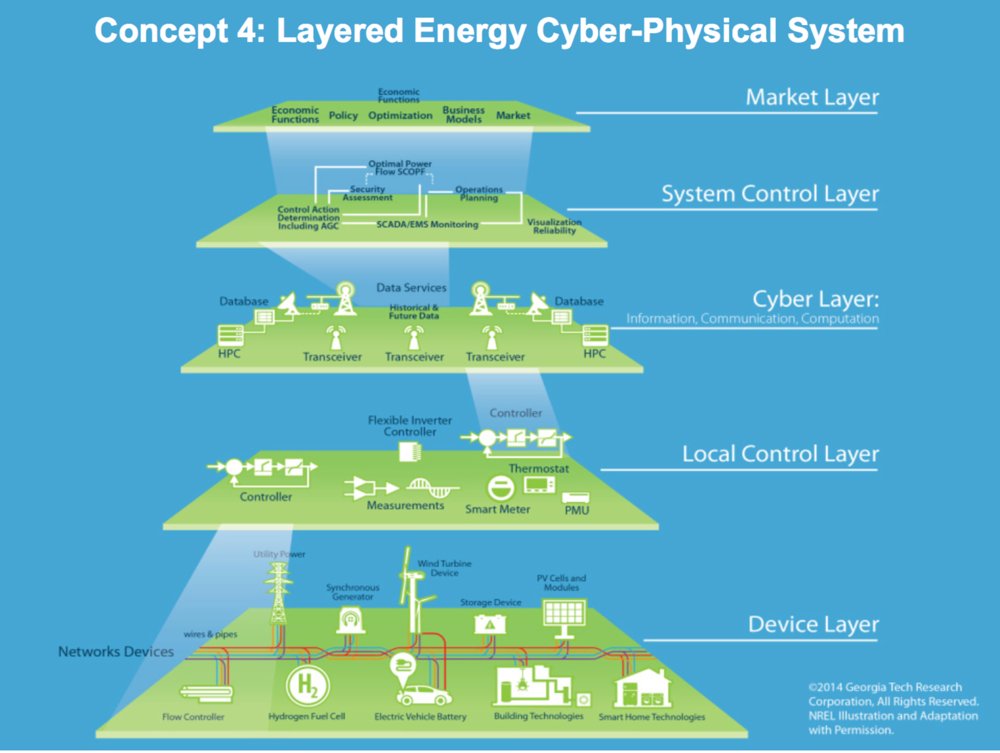 Concept 4: Layered Energy Cyber-Physical System
Economic
Functions
Economic
Functions
Policy
Optimization
Business
Models
Market
Market Layer
Optimal Power
Flow SCOPF
Security
Assessment
Operations
Planning
Control Action
Determination
Including AGC
SCADA/EMS Monitoring
Visualization
Reliability
System Control Layer
Database
Data Services
Historical &
Future Data
Database
HPC
Transceiver
Transceiver
Transceiver
HPC
Cyber Layer:
Information, Communication, Computation
Flexible Inverter
Controller
Controller
Controller
Measurements
Thermostat
Smart Meter
PMU
Local Control Layer
Utility Power
Synchronous
Generator
Wind Turbine
Device
Storage Device
PV Cells and
Modules
wires & pipes
Networks Devices
H2
Flow Controller
Hydrogen Fuel Cell
Electric Vehicle Battery
Building Technologies
Smart Home Technologies
Device Layer
©2014 Georgia Tech Research
Corporation, All Rights Reserved.
NREL Illustration and Adaptation
with Permission.